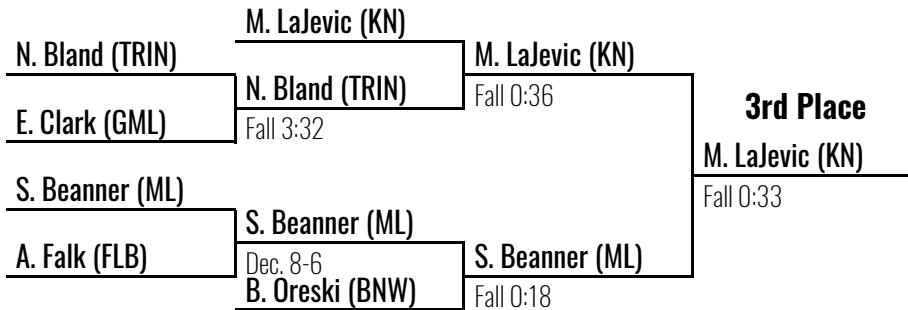 M. LaJevic (KN)
N. Bland (TRIN)
M. LaJevic (KN)
N. Bland (TRIN)
Fall 0:36
3rd Place
E. Clark (GML)
Fall 3:32
M. LaJevic (KN)
S. Beanner (ML)
Fall 0:33
S. Beanner (ML)
A. Falk (FLB)
Dec. 8-6
S. Beanner (ML)
B. Oreski (BNW)
Fall 0:18